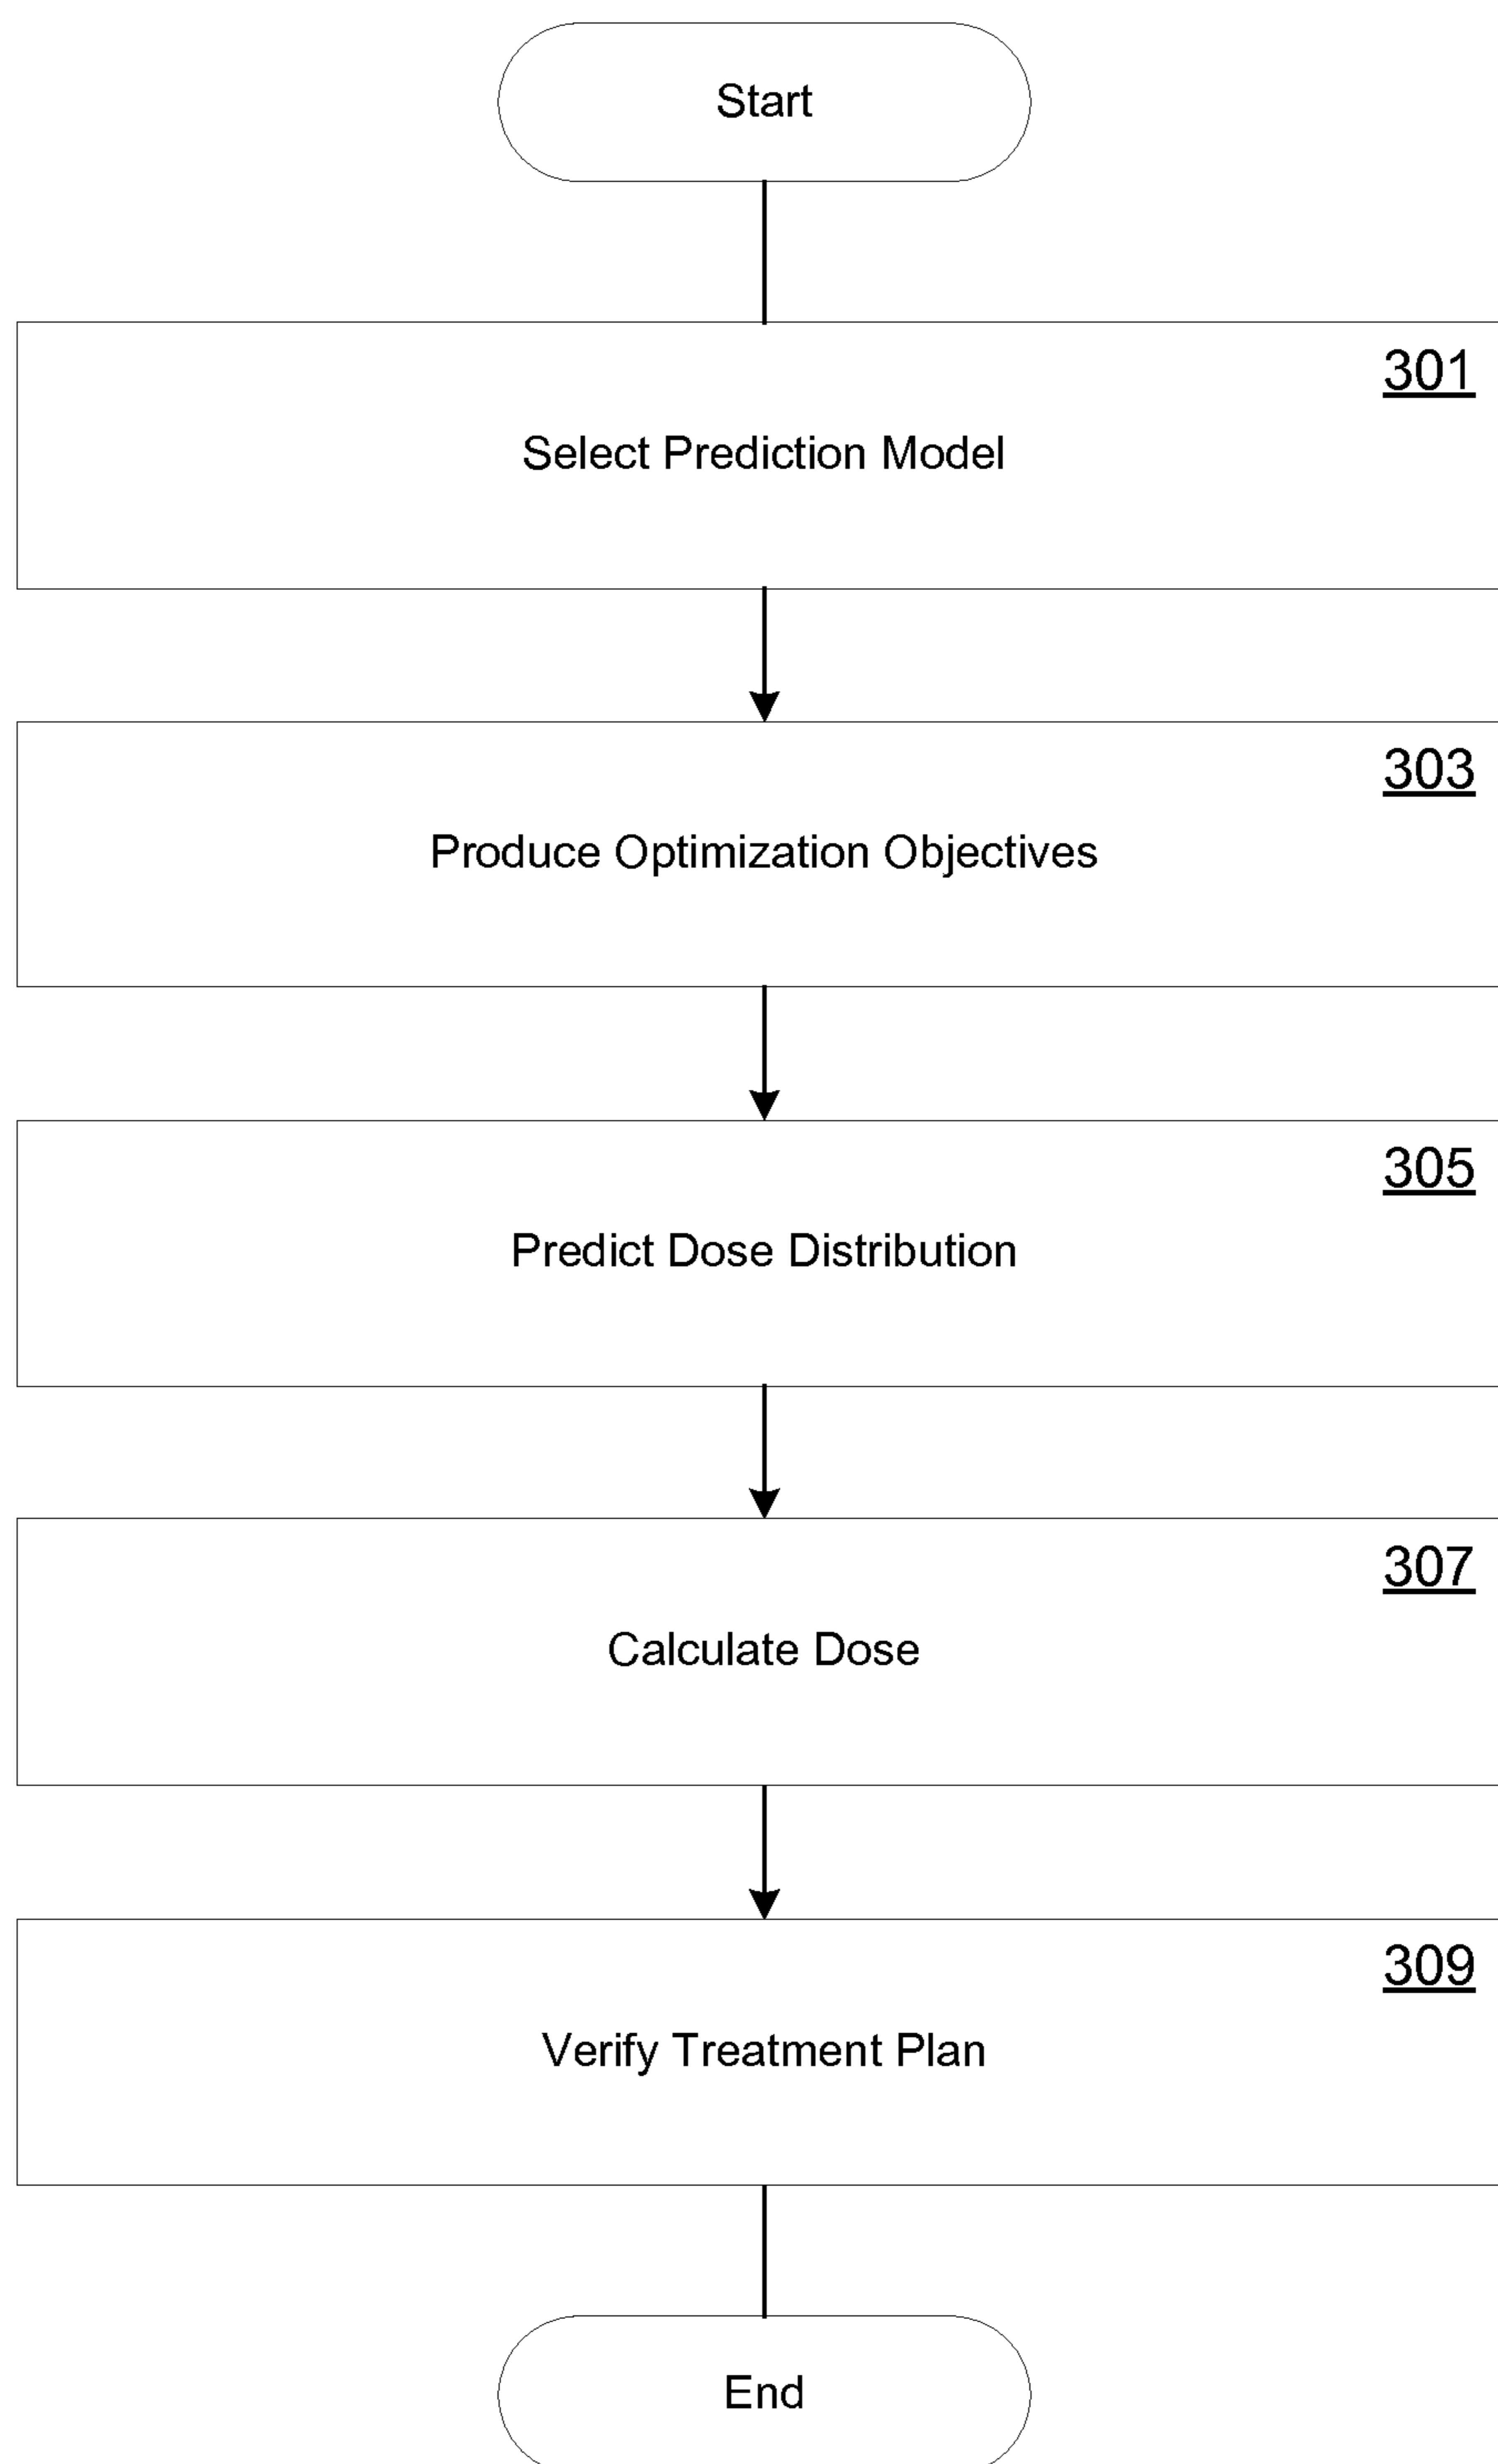 Start
301
Select Prediction Model
303
Produce Optimization Objectives
305
Predict Dose Distribution
307
Calculate Dose
309
Verify Treatment Plan
End